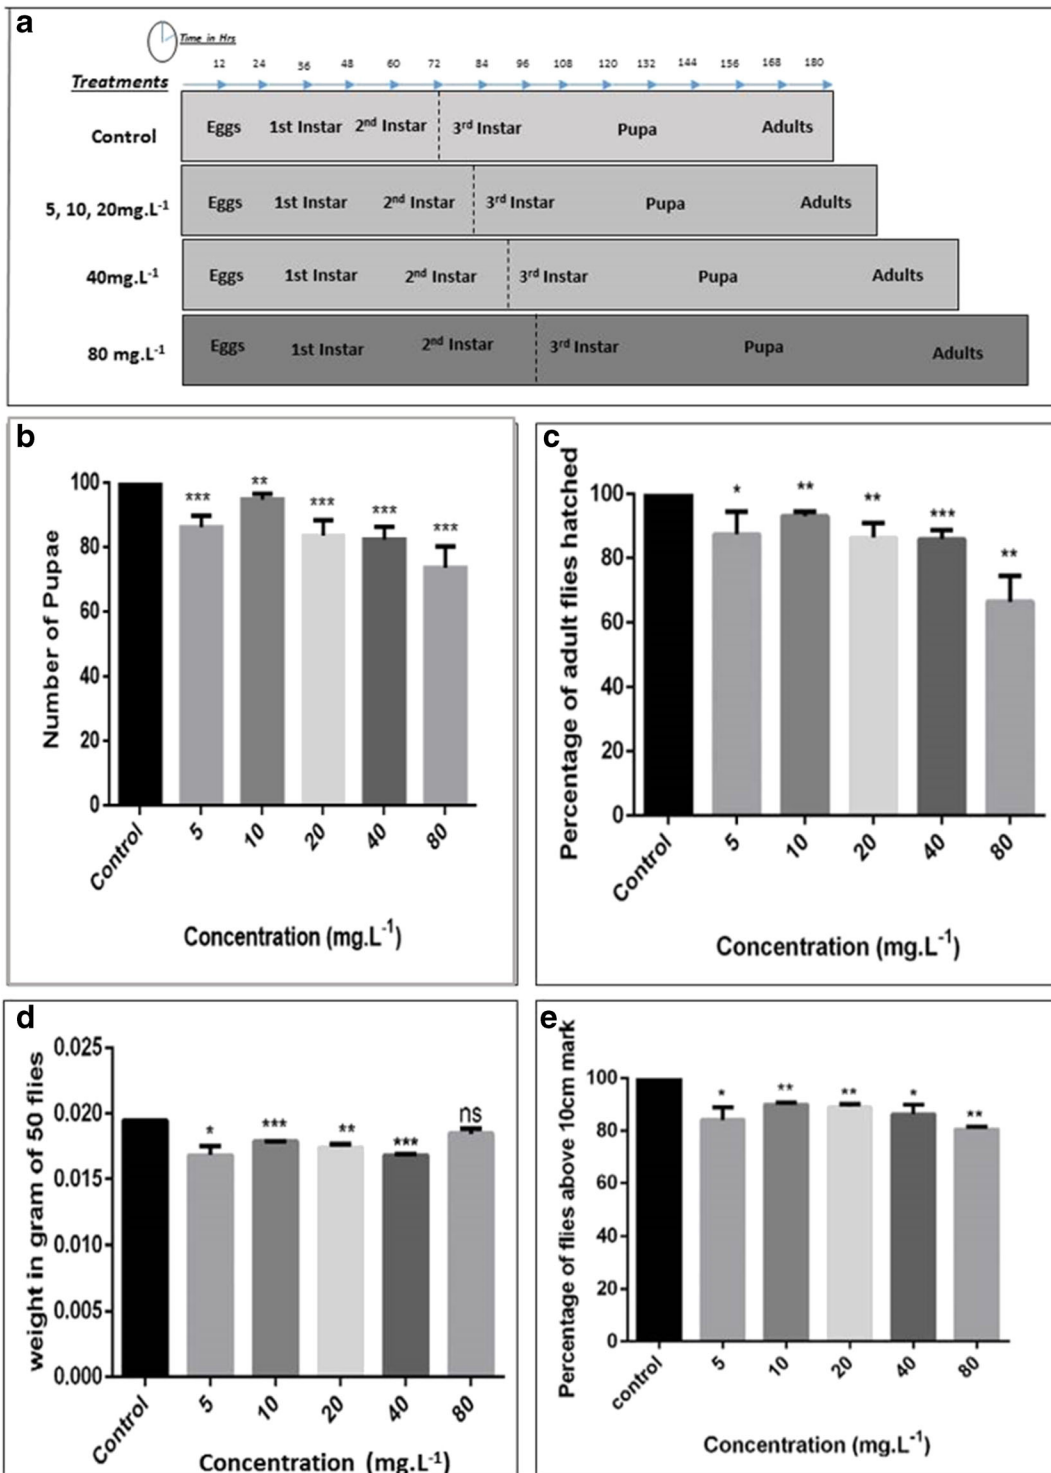 a
Time in Hrs
12 24 36 48 60 72 84 96 108 120 132 144 156 168 180
Treatments
Control Eggs 1st Instar 2nd Instar 3rd Instar Pupa Adults
5, 10, 20mg.L-1 Eggs 1st Instar 2nd Instar 3rd Instar Pupa Adults
40mg.L-1 Eggs 1st Instar 2nd Instar 3rd Instar Pupa Adults
80 mg.L-1 Eggs 1st Instar 2nd Instar 3rd Instar Pupa Adults
b
Number of Pupae
100
80
60
40
20
0
*** ** *** *** ***
Control 5 10 20 40 80
Concentration (mg.L-1)
c
Percentage of adult flies hatched
100
80
60
40
20
0
* ** ** *** **
Control 5 10 20 40 80
Concentration (mg.L-1)
d
weight in gram of 50 flies
0.025
0.020
0.015
0.010
0.005
0.000
* *** ** *** ns
Control 5 10 20 40 80
Concentration (mg.L-1)
e
Percentage of flies above 10cm mark
100
80
60
40
20
0
* ** ** * **
control 5 10 20 40 80
Concentration (mg.L-1)